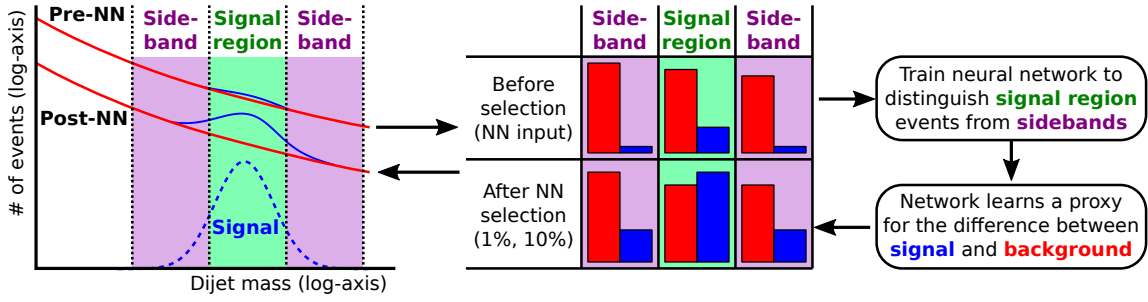 # of events (log-axis)
Pre-NN
Post-NN
Side-
band
Signal
region
Side-
band
Signal
Dijet mass (log-axis)
Side-
band
Signal
region
Side-
band
Before
selection
(NN input)
After NN
selection
(1%, 10%)
Train neural network to
distinguish signal region
events from sidebands
Network learns a proxy
for the difference between
signal and background